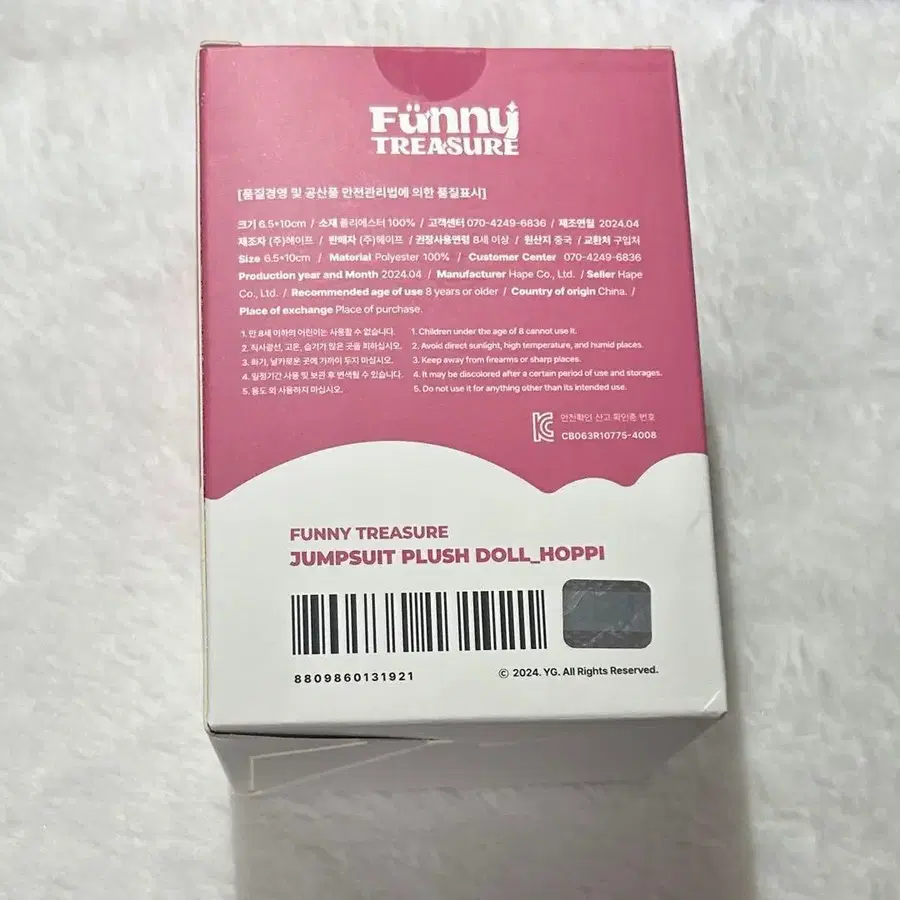 Fünny
TREASURE
[품질경영 및 공산품 안전관리법에 의한 품질표시]
크기 6.5*10cm / 소재 폴리에스터 100% / 고객센터 070-4249-6836 / 제조연월 2024.04
제조자 (주)헤이프 / 판매자 (주)헤이프 / 권장사용연령 8세 이상 / 원산지 중국 / 교환처 구입처
Size 6.5*10cm / Material Polyester 100% / Customer Center 070-4249-6836
Production year and Month 2024.04 / Manufacturer Hape Co., Ltd. / Seller Hape
Co., Ltd. / Recommended age of use 8 years or older / Country of origin China. /
Place of exchange Place of purchase.
1.만 8세 이하의 어린이는 사용할 수 없습니다.
2. 직사광선, 고온, 습기가 많은 곳을 피하십시오.
3. 화기, 날카로운 곳에 가까이 두지 마십시오.
4. 일정기간 사용 및 보관 후 변색될 수 있습니다.
5. 용도 외 사용하지 마십시오.
1. Children under the age of 8 cannot use it.
2. Avoid direct sunlight, high temperature, and humid places.
3. Keep away from firearms or sharp places.
4. It may be discolored after a certain period of use and storages.
5. Do not use it for anything other than its intended use.
안전확인 신고 확인증 번호
CB063R10775-4008
FUNNY TREASURE
JUMPSUIT PLUSH DOLL_HOPPI
8809860131921
© 2024. YG. All Rights Reserved.